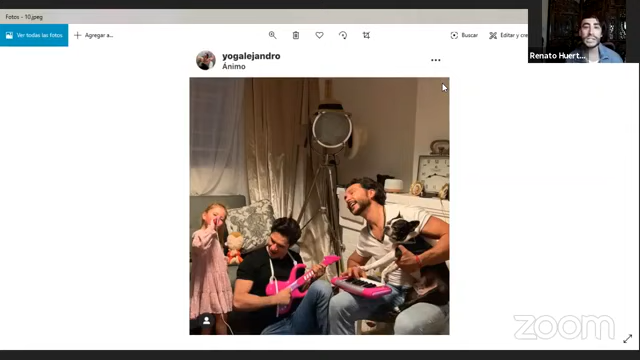 Fotos - 10.jpeg
Ver todas las fotos
Agregar a...
Buscar
Editar y cre
Renato Huert...
yogalejandro
Ánimo
zoom